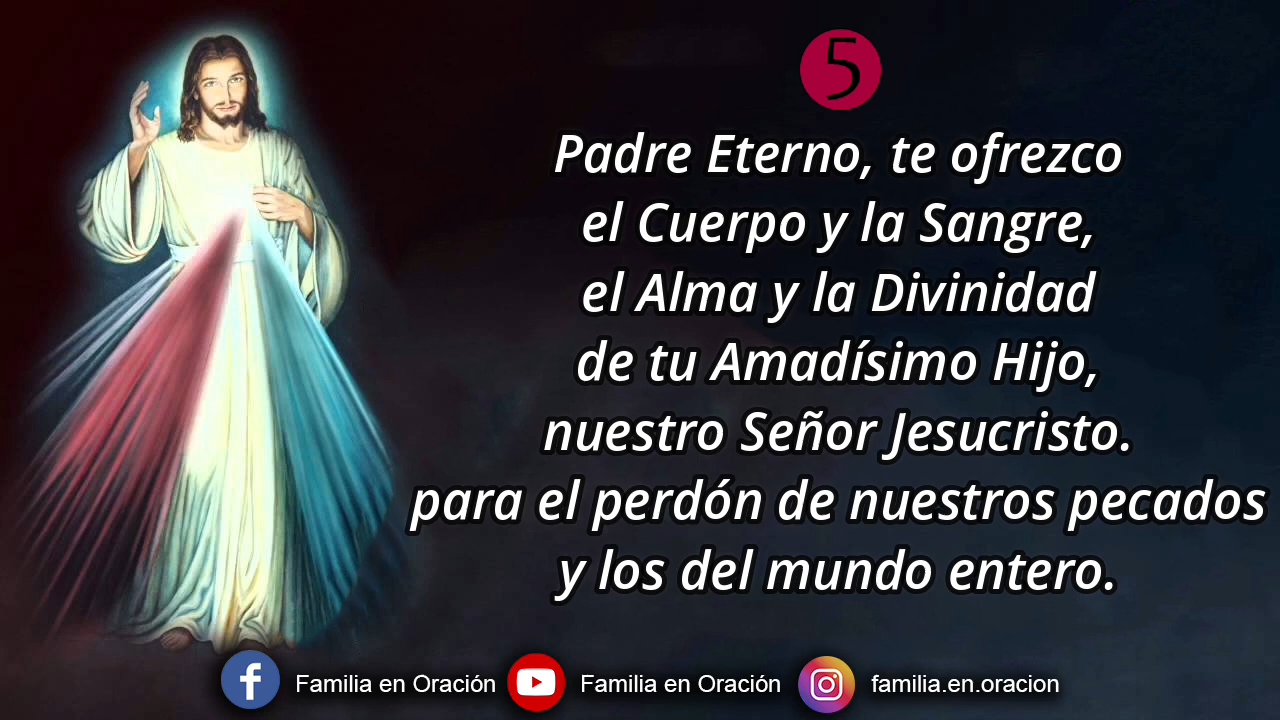 5
Padre Eterno, te ofrezco
el Cuerpo y la Sangre,
el Alma y la Divinidad
de tu Amadísimo Hijo,
nuestro Señor Jesucristo.
para el perdón de nuestros pecados
y los del mundo entero.
f Familia en Oración Familia en Oración familia.en.oracion